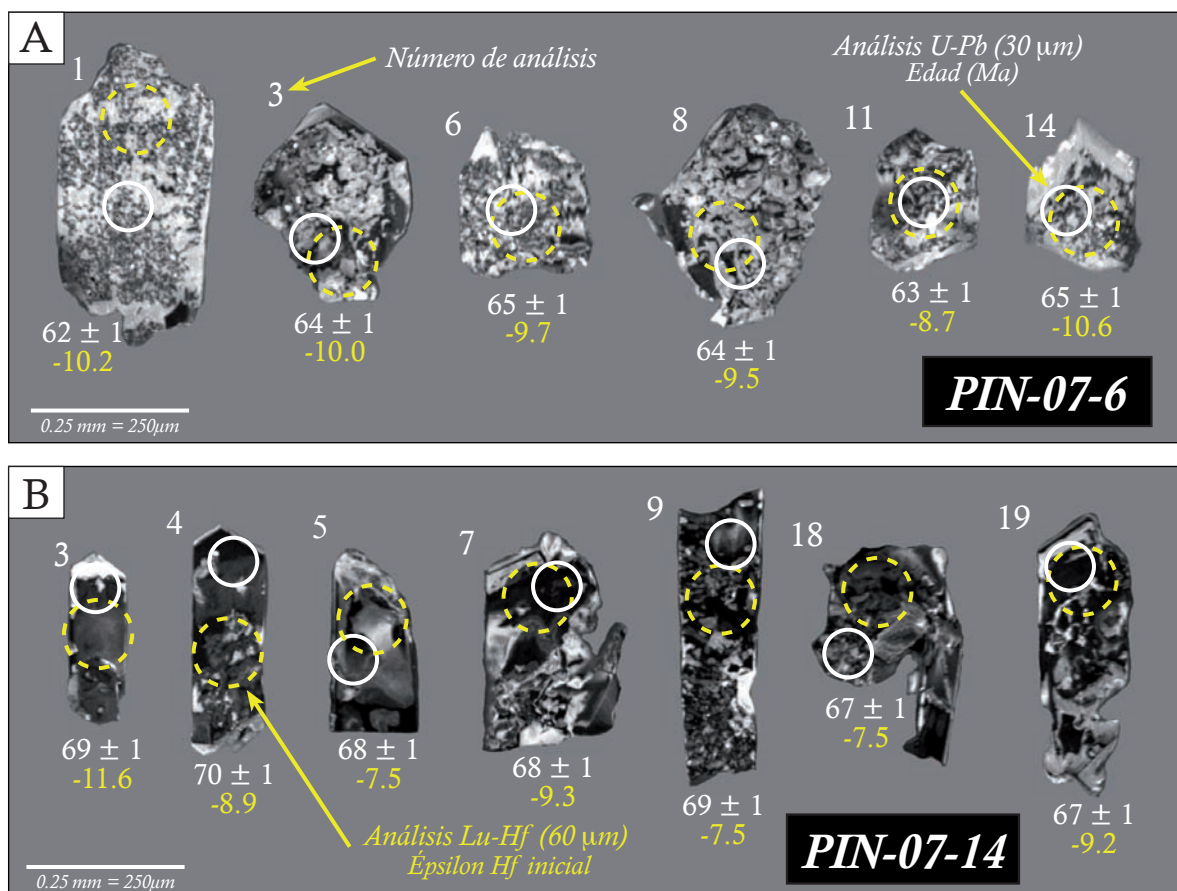 A
1
3
Número de análisis
6
8
Análisis U-Pb (30 µm)
Edad (Ma)
11
14
62 ± 1
-10.2
64 ± 1
-10.0
65 ± 1
-9.7
64 ± 1
-9.5
63 ± 1
-8.7
65 ± 1
-10.6
0.25 mm = 250µm
PIN-07-6
B
3
4
5
7
9
18
19
69 ± 1
-11.6
70 ± 1
-8.9
68 ± 1
-7.5
68 ± 1
-9.3
69 ± 1
-7.5
67 ± 1
-7.5
67 ± 1
-9.2
Análisis Lu-Hf (60 µm)
Épsilon Hf inicial
0.25 mm = 250µm
PIN-07-14